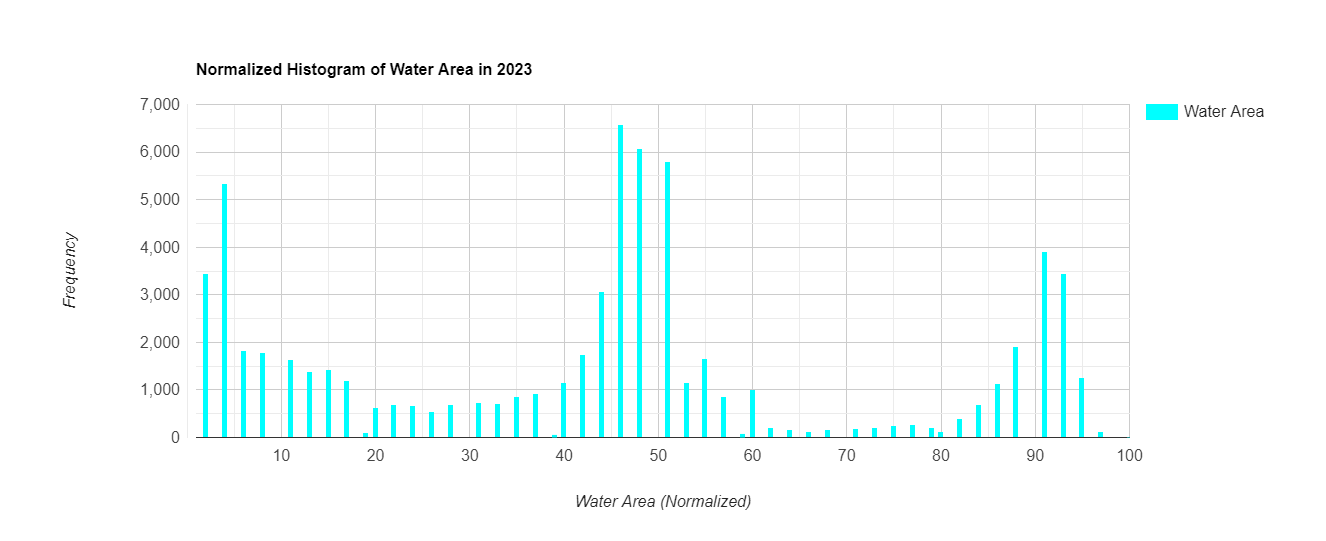 Normalized Histogram of Water Area in 2023
Water Area
Frequency
7,000
6,000
5,000
4,000
3,000
2,000
1,000
0
10 20 30 40 50 60 70 80 90 100
Water Area (Normalized)